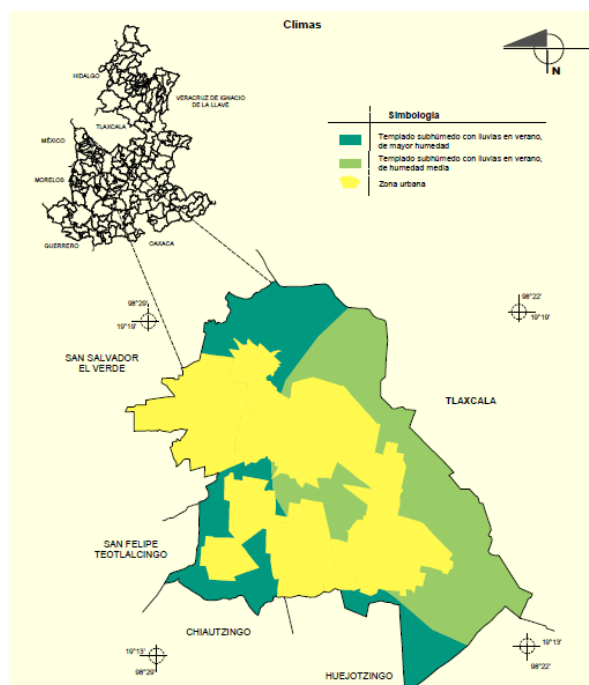 Climas
N
HIDALGO
VERACRUZ DE IGNACIO
DE LA LLAVE
TLAXCALA
MÉXICO
MORELOS
GUERRERO
OAXACA
Simbología
Templado subhúmedo con lluvias en verano,
de mayor humedad
Templado subhúmedo con lluvias en verano,
de humedad media
Zona urbana
98°29'
19°19'
98°22'
19°19'
SAN SALVADOR
EL VERDE
TLAXCALA
SAN FELIPE
TEOTLALCINGO
CHIAUTZINGO
HUEJOTZINGO
19°13'
98°29'
19°13'
98°22'